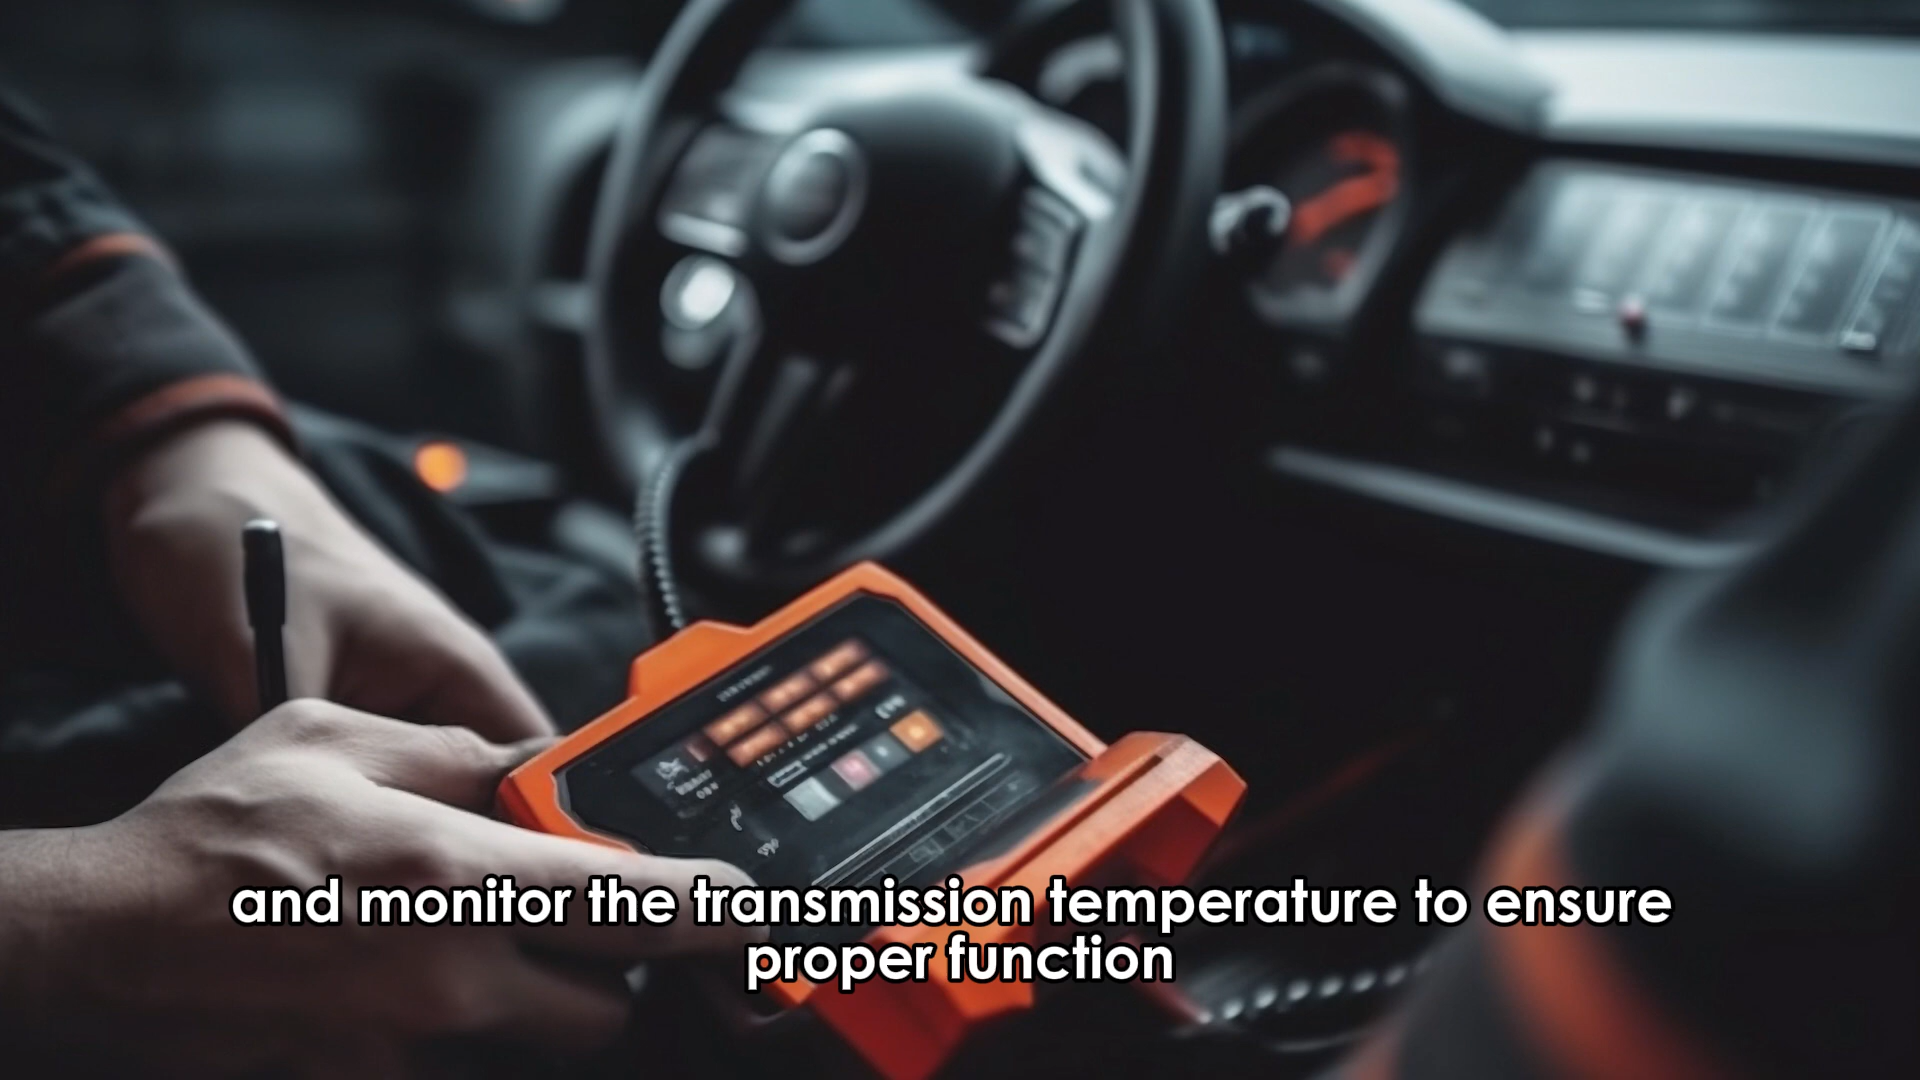 and monitor the transmission temperature to ensure
proper function